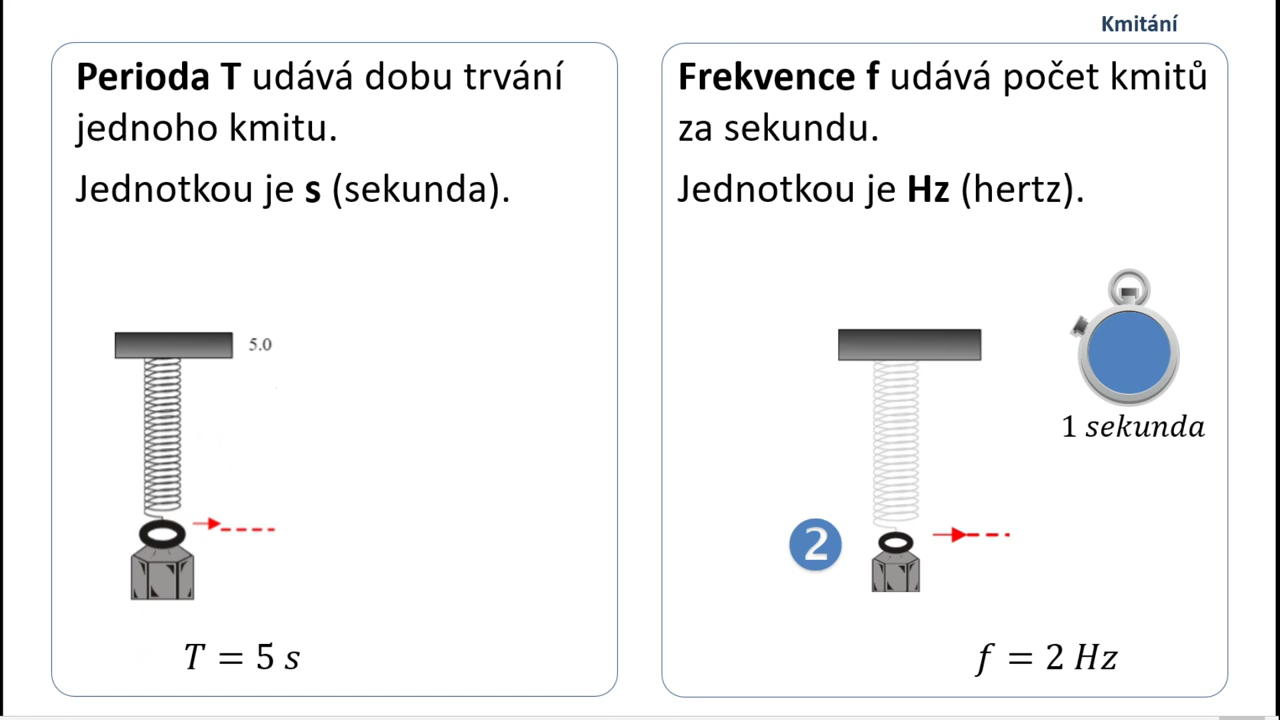 Kmitání
Perioda T udává dobu trvání
jednoho kmitu.
Jednotkou je s (sekunda).
5.0
T = 5 s
Frekvence f udává počet kmitů
za sekundu.
Jednotkou je Hz (hertz).
1 sekunda
2
f = 2 Hz